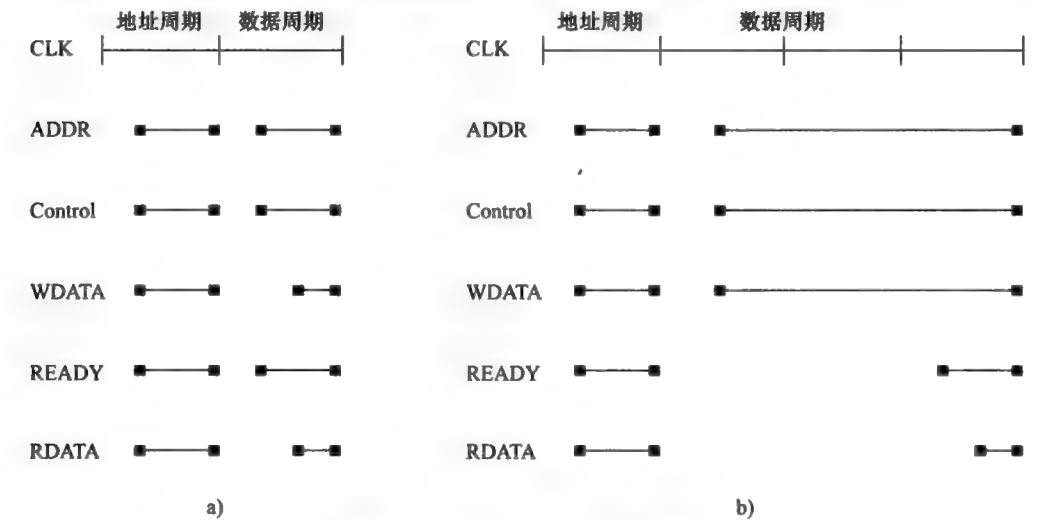 地址周期 数据周期 地址周期 数据周期
CLK CLK
ADDR ADDR
Control Control
WDATA WDATA
READY READY
RDATA RDATA
a) b)